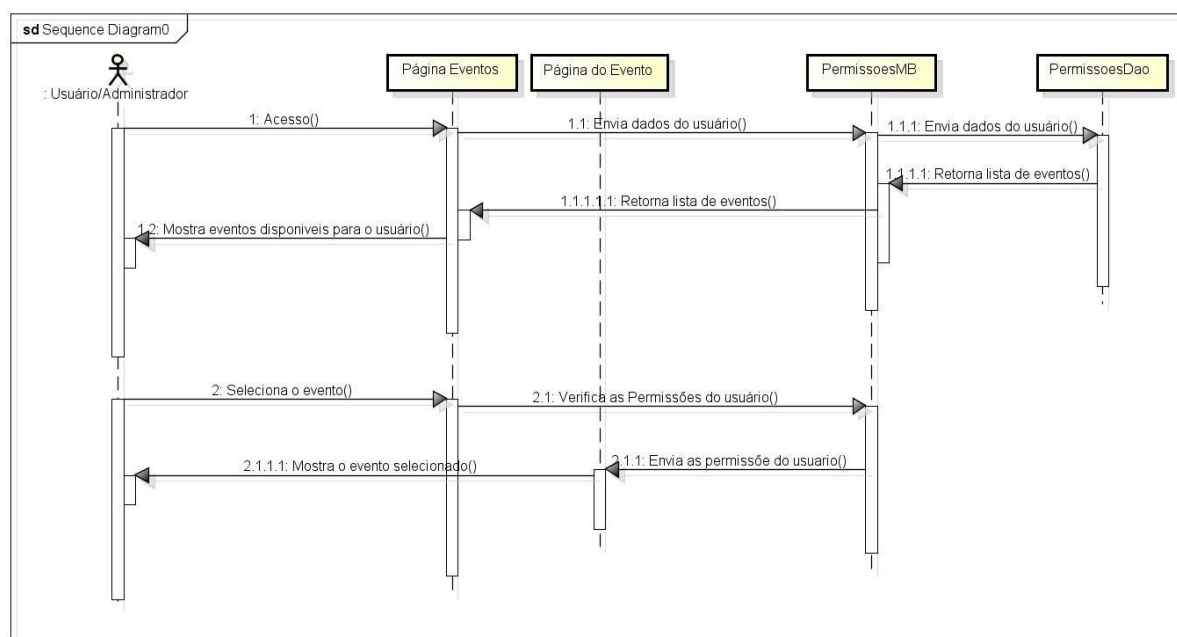 sd Sequence Diagram0
: Usuário/Administrador
Página Eventos
Página do Evento
PermissoesMB
PermissoesDao
1: Acesso()
1.1: Envia dados do usuário()
1.1.1: Envia dados do usuário()
1.1.1.1: Retorna lista de eventos()
1.1.1.1.1: Retorna lista de eventos()
1.2: Mostra eventos disponiveis para o usuário()
2: Seleciona o evento()
2.1: Verifica as Permissões do usuário()
2.1.1: Envia as permissõe do usuario()
2.1.1.1: Mostra o evento selecionado()